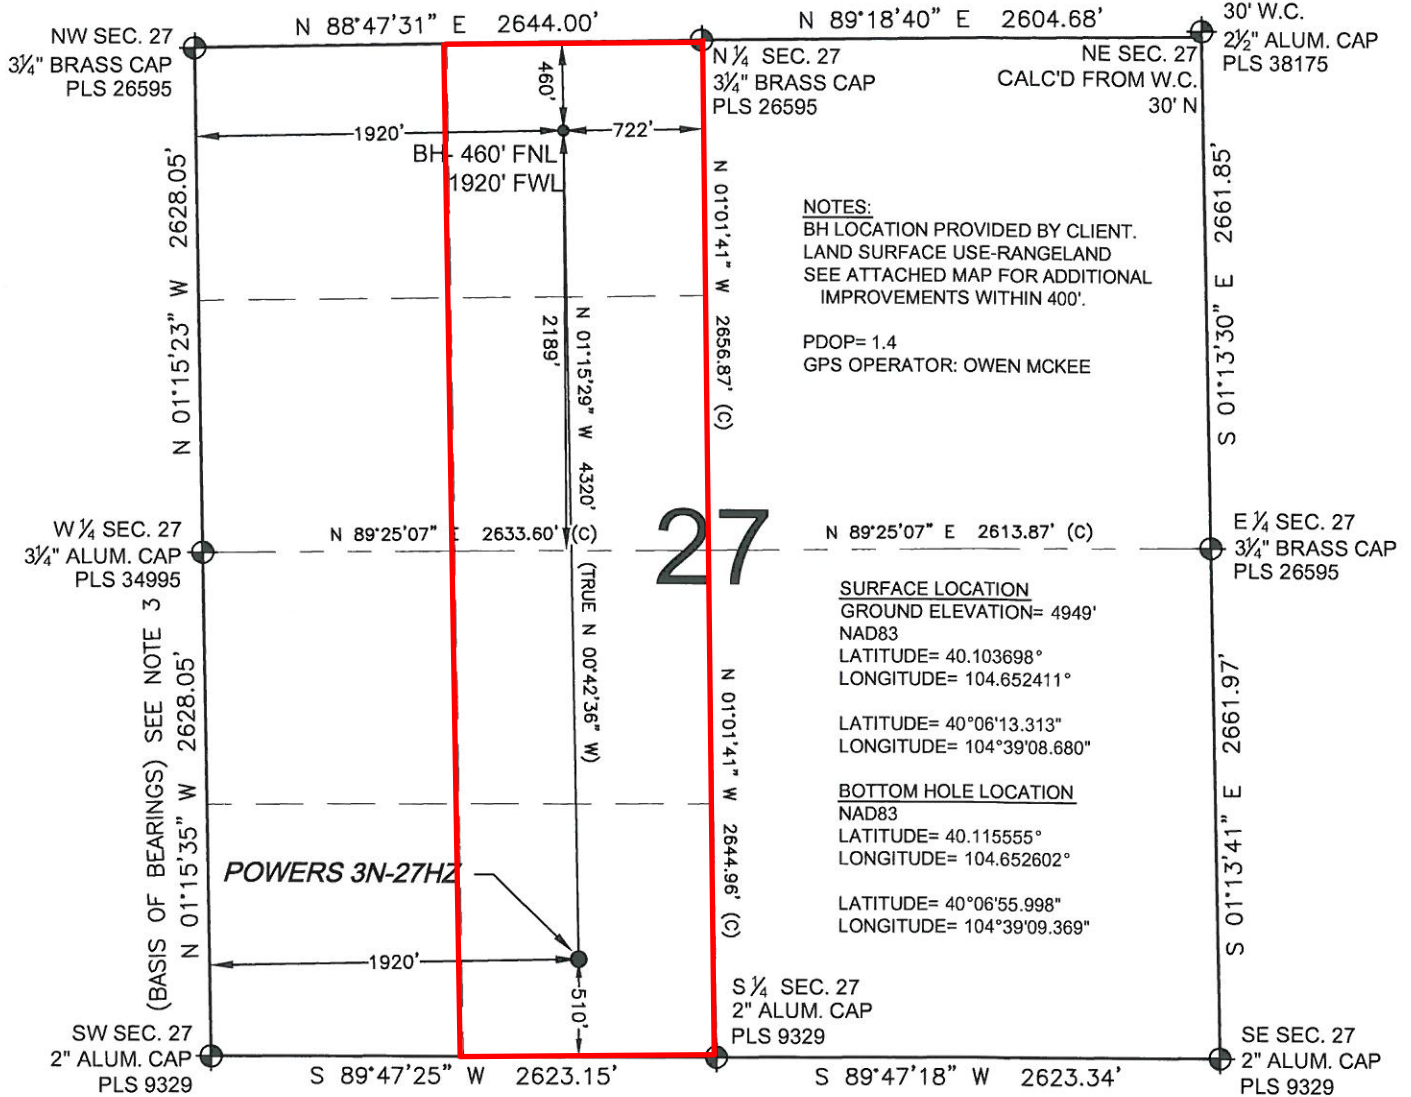 N 88°47'31" E 2644.00'
N 89°18'40" E 2604.68'
30' W.C.
2½" ALUM. CAP
PLS 38175
NW SEC. 27
3¼" BRASS CAP
PLS 26595
N ¼ SEC. 27
3¼" BRASS CAP
PLS 26595
NE SEC. 27
CALC'D FROM W.C.
30' N
460'
1920'
722'
BH- 460' FNL
1920' FWL
N 01°15'23" W 2628.05'
N 01°01'41" W 2656.87' (C)
S 01°13'30" E 2661.85'
NOTES:
BH LOCATION PROVIDED BY CLIENT.
LAND SURFACE USE-RANGELAND
SEE ATTACHED MAP FOR ADDITIONAL
IMPROVEMENTS WITHIN 400'.
PDOP= 1.4
GPS OPERATOR: OWEN MCKEE
2189'
N 01°15'29" W 4320'
(TRUE N 00°42'36" W)
W ¼ SEC. 27
3¼" ALUM. CAP
PLS 34995
N 89°25'07" E 2633.60' (C)
27
N 89°25'07" E 2613.87' (C)
E ¼ SEC. 27
3¼" BRASS CAP
PLS 26595
SURFACE LOCATION
GROUND ELEVATION= 4949'
NAD83
LATITUDE= 40.103698°
LONGITUDE= 104.652411°
LATITUDE= 40°06'13.313"
LONGITUDE= 104°39'08.680"
BOTTOM HOLE LOCATION
NAD83
LATITUDE= 40.115555°
LONGITUDE= 104.652602°
LATITUDE= 40°06'55.998"
LONGITUDE= 104°39'09.369"
(BASIS OF BEARINGS) SEE NOTE 3
N 01°15'35" W 2628.05'
N 01°01'41" W 2644.96' (C)
S 01°13'41" E 2661.97'
POWERS 3N-27HZ
1920'
510'
SW SEC. 27
2" ALUM. CAP
PLS 9329
S ¼ SEC. 27
2" ALUM. CAP
PLS 9329
SE SEC. 27
2" ALUM. CAP
PLS 9329
S 89°47'25" W 2623.15'
S 89°47'18" W 2623.34'